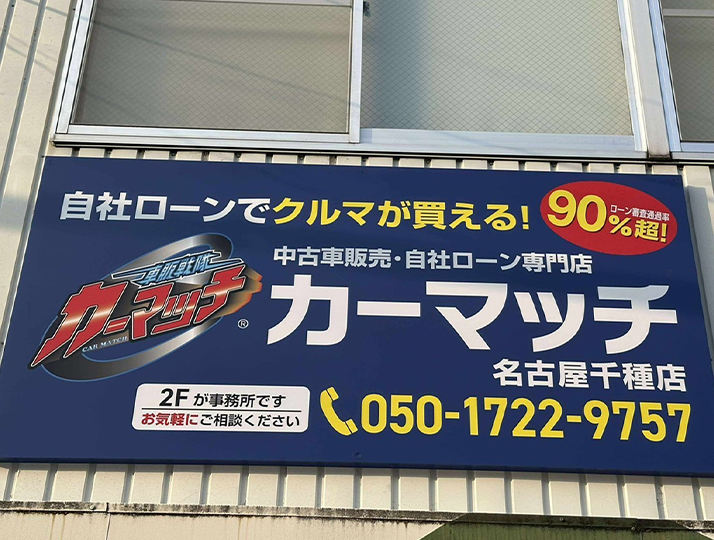 自社ローンでクルマが買える!
ローン審査通過率
90%超!
車販戦隊
カーマッチ
CAR MATCH
®
中古車販売・自社ローン専門店
カーマッチ
名古屋千種店
2Fが事務所です
お気軽にご相談ください
050-1722-9757